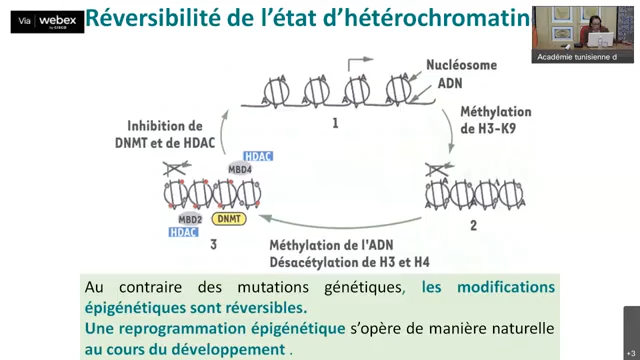 Via webex
by CISCO
Réversibilité de l'état d'hétérochromatin
Académie tunisienne d
Nucléosome
ADN
A A A A
A A A A
1
Méthylation
de H3-K9
Inhibition de
DNMT et de HDAC
HDAC
MBD4
MBD2
HDAC
DNMT
3
2
Méthylation de l'ADN
Désacétylation de H3 et H4
Au contraire des mutations génétiques, les modifications
épigénétiques sont réversibles.
Une reprogrammation épigénétique s'opère de manière naturelle
au cours du développement .
+3